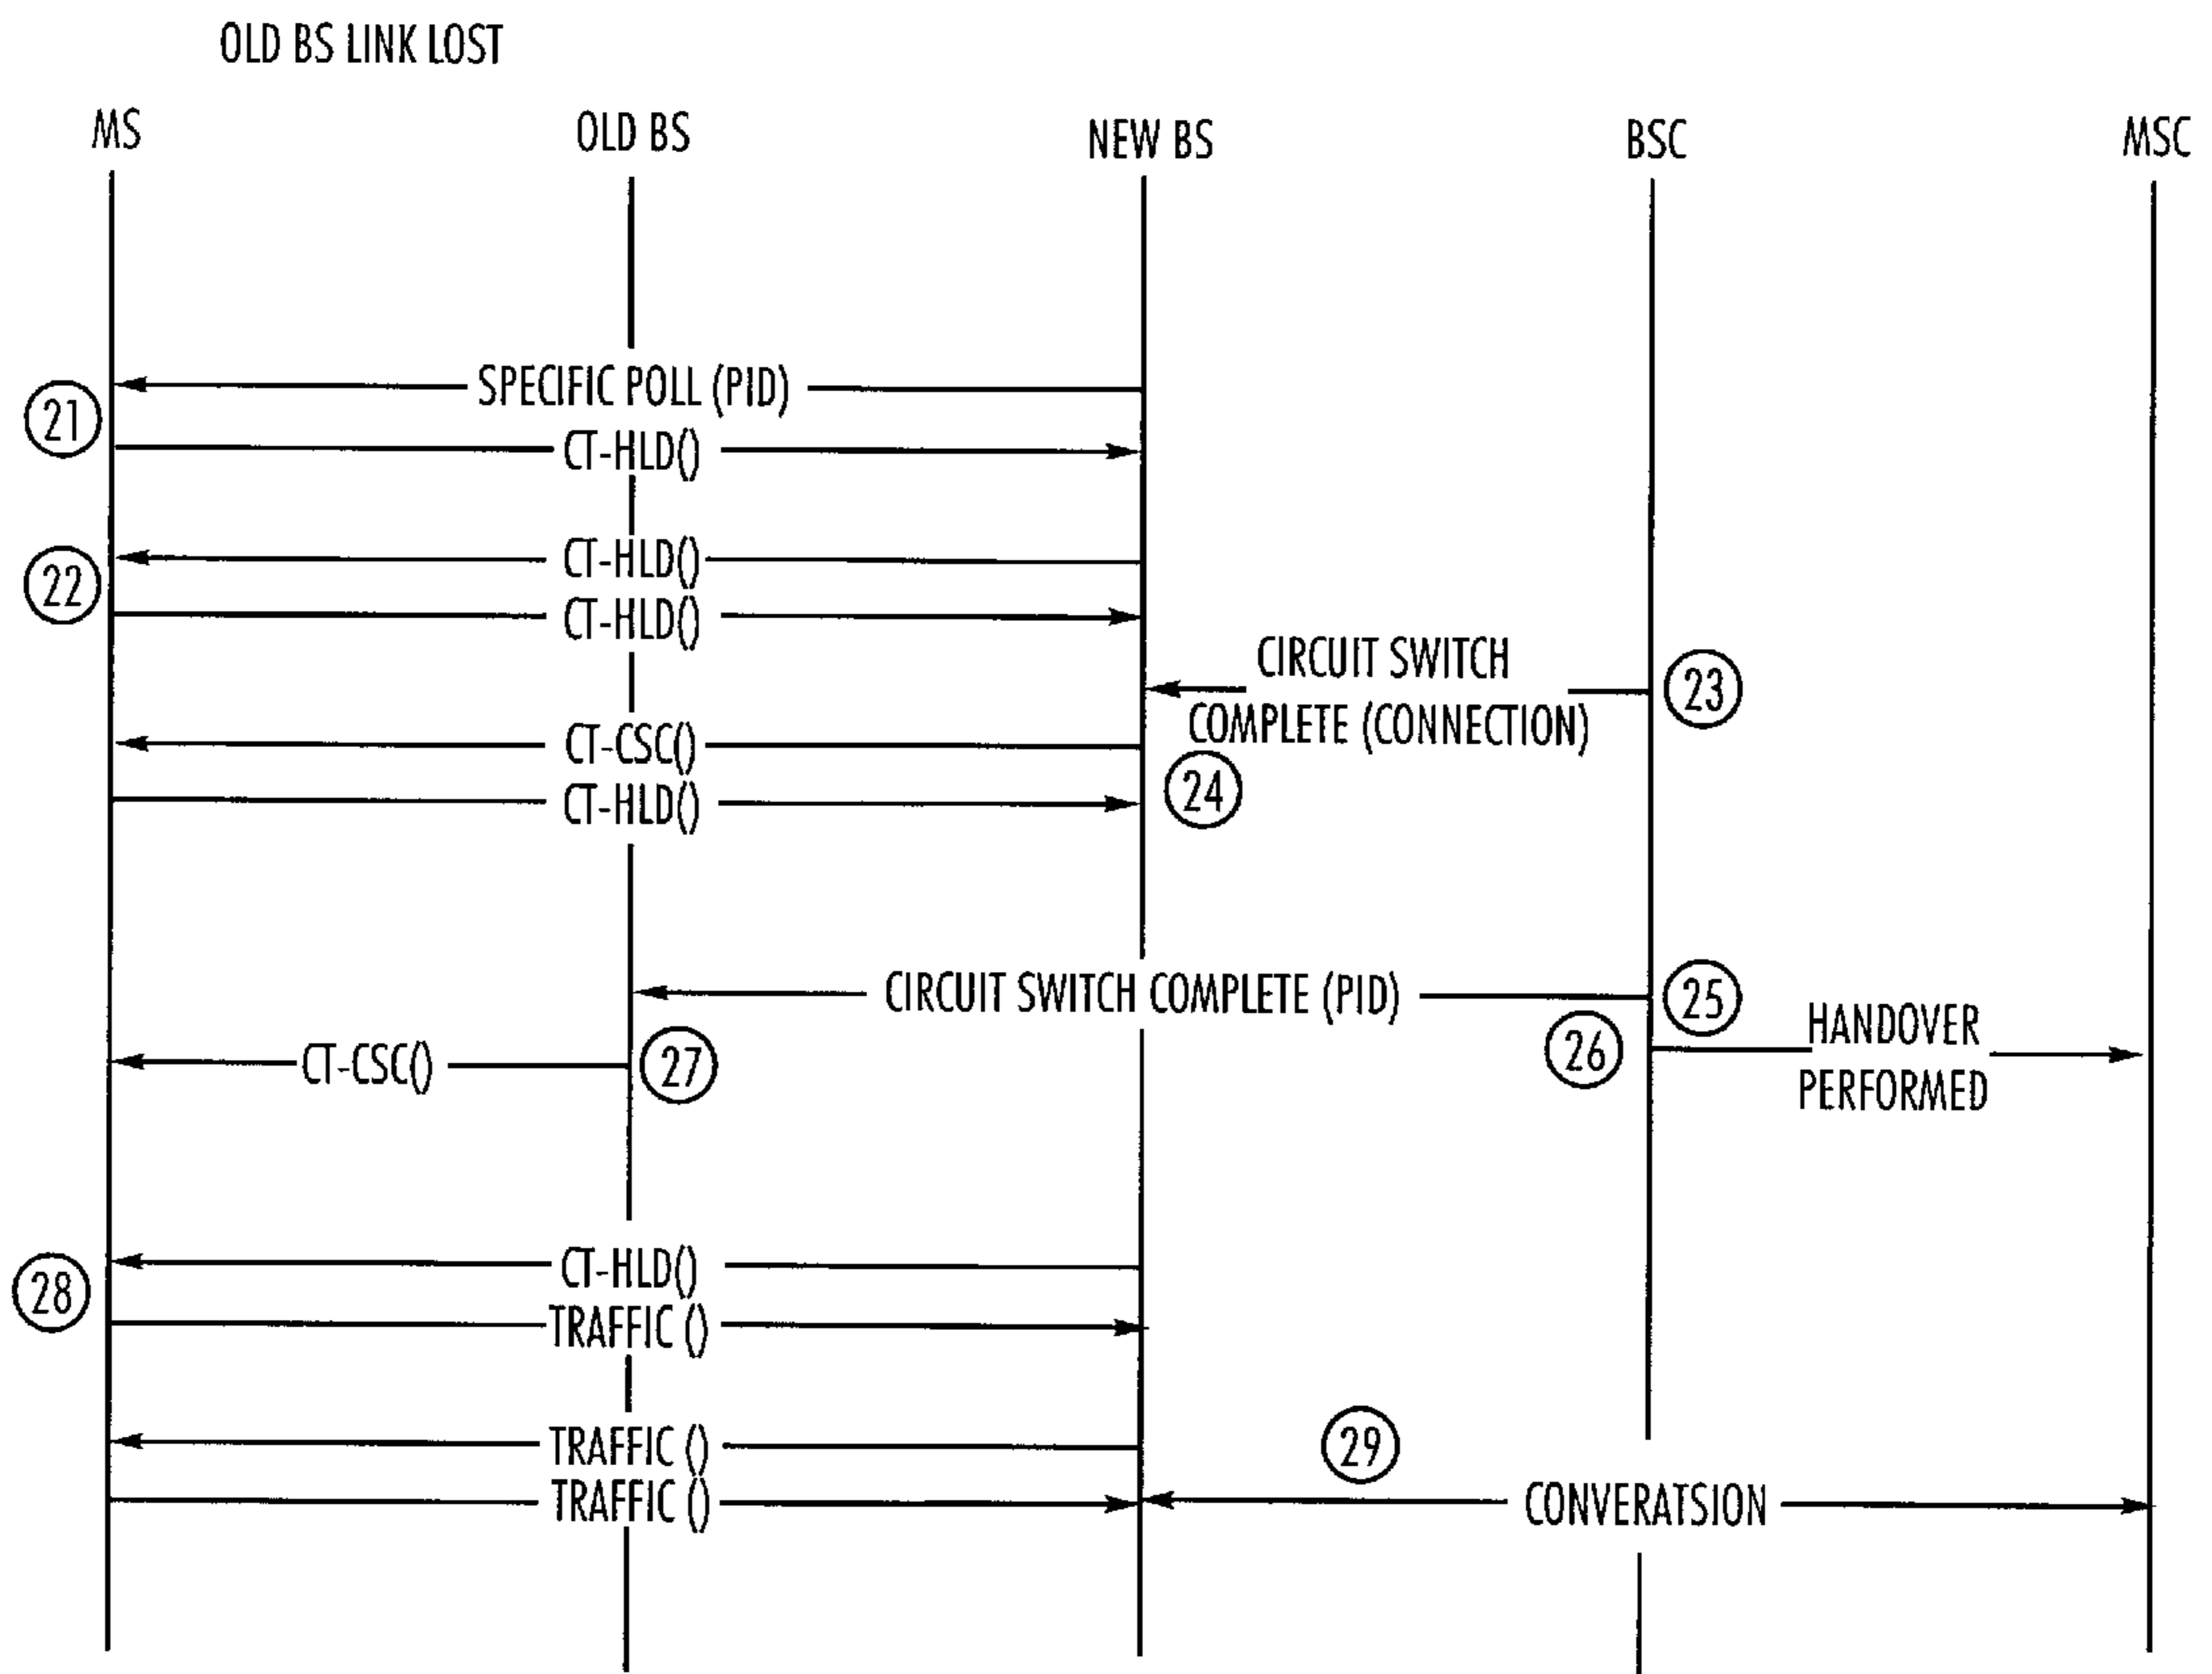 OLD BS LINK LOST
MS
OLD BS
NEW BS
BSC
MSC
SPECIFIC POLL (PID)
21
CT-HLD()
CT-HLD()
22
CT-HLD()
CIRCUIT SWITCH
COMPLETE (CONNECTION)
23
CT-CSC()
24
CT-HLD()
CIRCUIT SWITCH COMPLETE (PID)
25
26
HANDOVER
PERFORMED
CT-CSC()
27
CT-HLD()
28
TRAFFIC ()
TRAFFIC ()
29
TRAFFIC ()
CONVERATSION